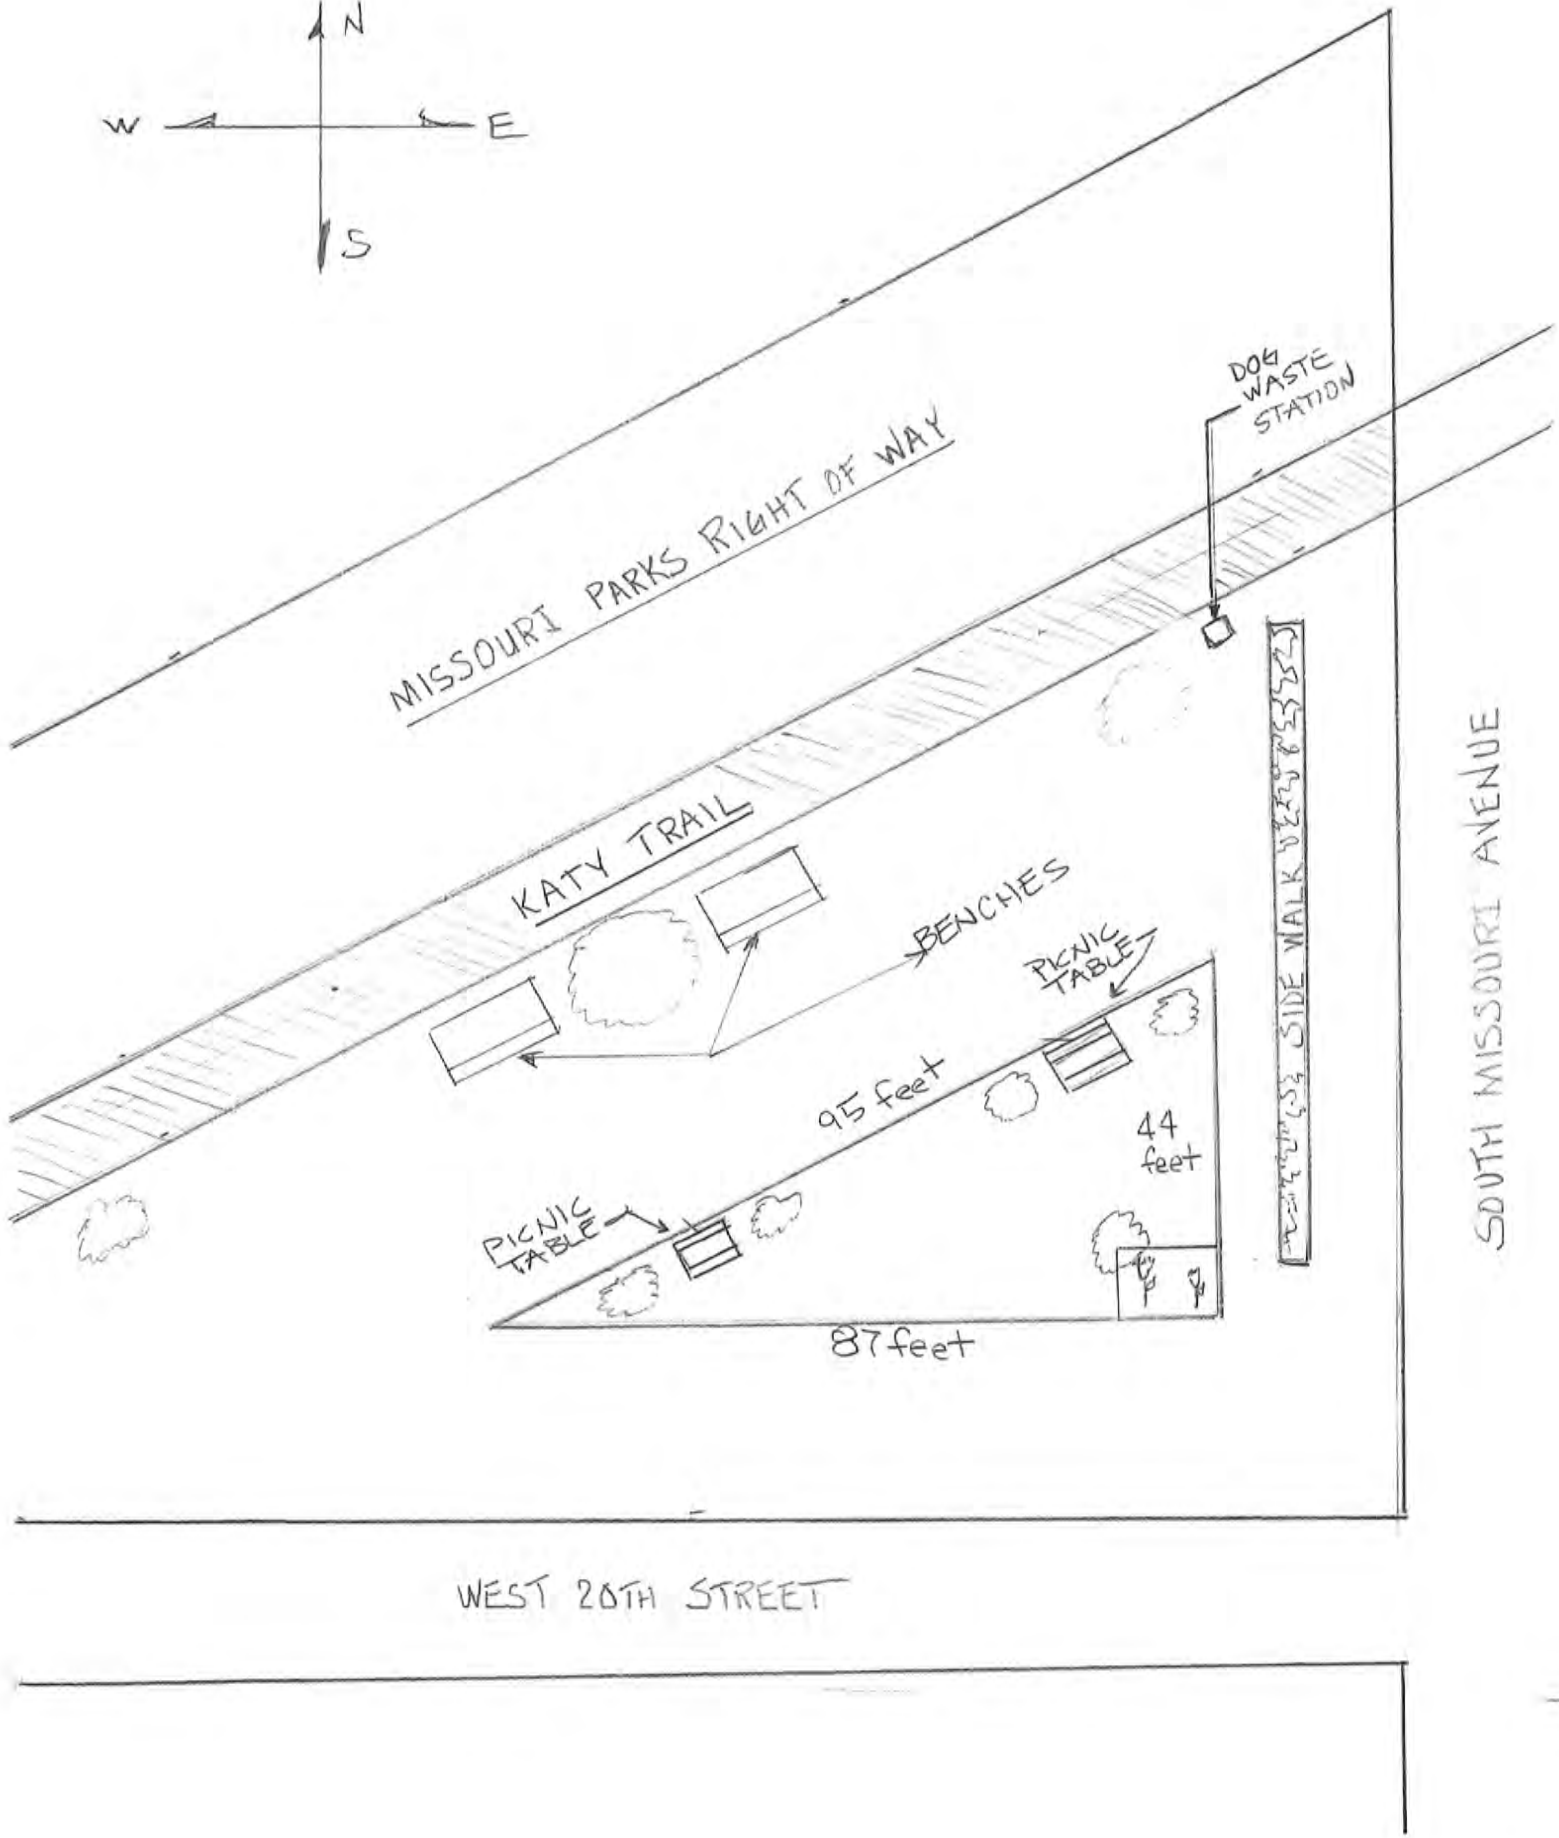 N
W
E
S
DOG
WASTE
STATION
MISSOURI PARKS RIGHT OF WAY
KATY TRAIL
BENCHES
PICNIC
TABLE
SIDE WALK
SOUTH MISSOURI AVENUE
95 feet
44
feet
PICNIC
TABLE
87 feet
WEST 20TH STREET